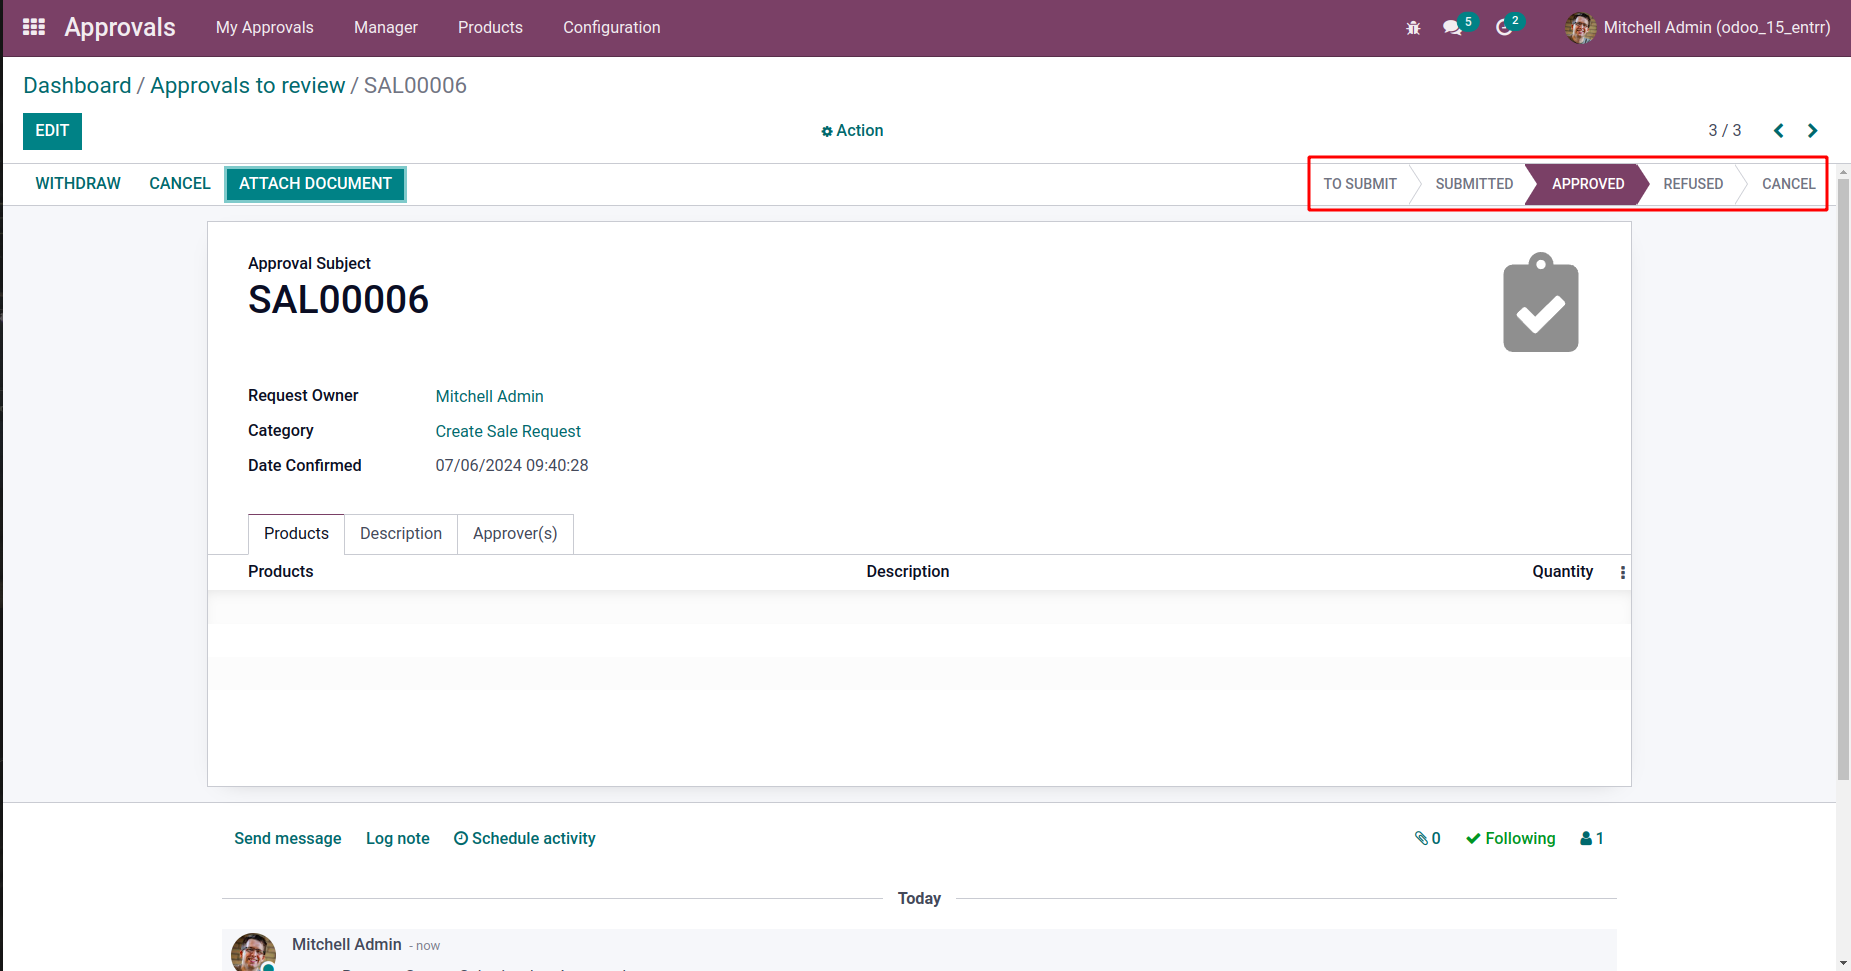 Approvals My Approvals Manager Products Configuration 5 2 Mitchell Admin (odoo_15_entrr)
Dashboard / Approvals to review / SAL00006
EDIT Action 3 / 3
WITHDRAW CANCEL ATTACH DOCUMENT TO SUBMIT SUBMITTED APPROVED REFUSED CANCEL
Approval Subject
SAL00006
Request Owner Mitchell Admin
Category Create Sale Request
Date Confirmed 07/06/2024 09:40:28
Products Description Approver(s)
Products Description Quantity
Send message Log note Schedule activity 0 Following 1
Today
Mitchell Admin - now